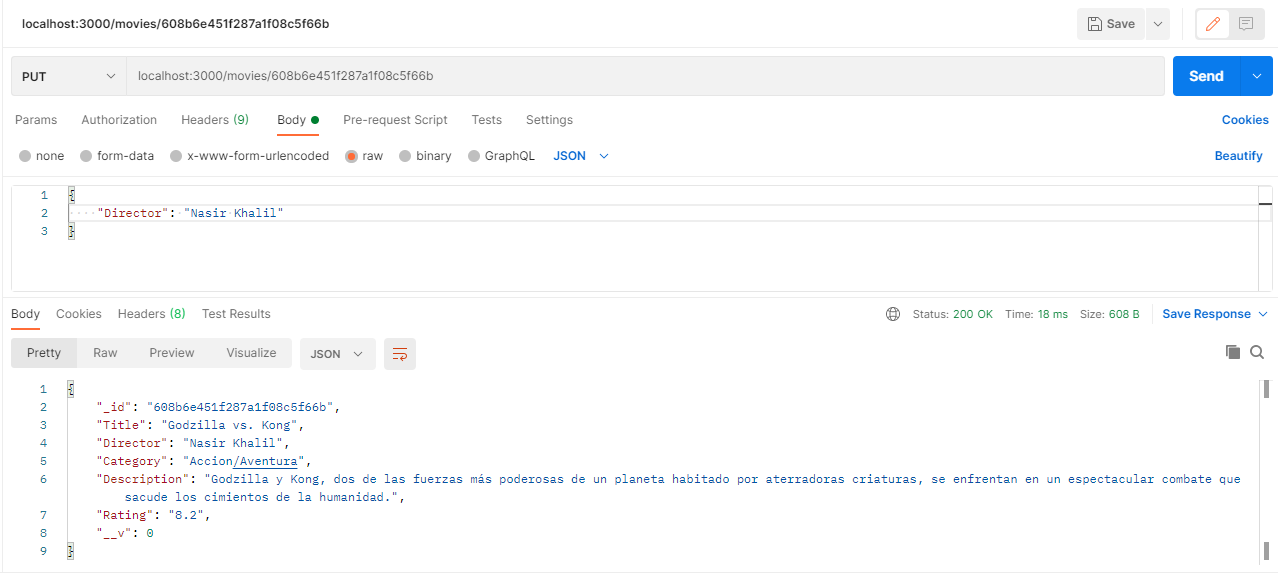 localhost:3000/movies/608b6e451f287a1f08c5f66b Save
PUT localhost:3000/movies/608b6e451f287a1f08c5f66b Send
Params Authorization Headers (9) Body Pre-request Script Tests Settings Cookies
none form-data x-www-form-urlencoded raw binary GraphQL JSON Beautify
1 {
2 "Director": "Nasir Khalil"
3 }
Body Cookies Headers (8) Test Results Status: 200 OK Time: 18 ms Size: 608 B Save Response
Pretty Raw Preview Visualize JSON
1 {
2 "_id": "608b6e451f287a1f08c5f66b",
3 "Title": "Godzilla vs. Kong",
4 "Director": "Nasir Khalil",
5 "Category": "Accion/Aventura",
6 "Description": "Godzilla y Kong, dos de las fuerzas más poderosas de un planeta habitado por aterradoras criaturas, se enfrentan en un espectacular combate que
sacude los cimientos de la humanidad.",
7 "Rating": "8.2",
8 "__v": 0
9 }